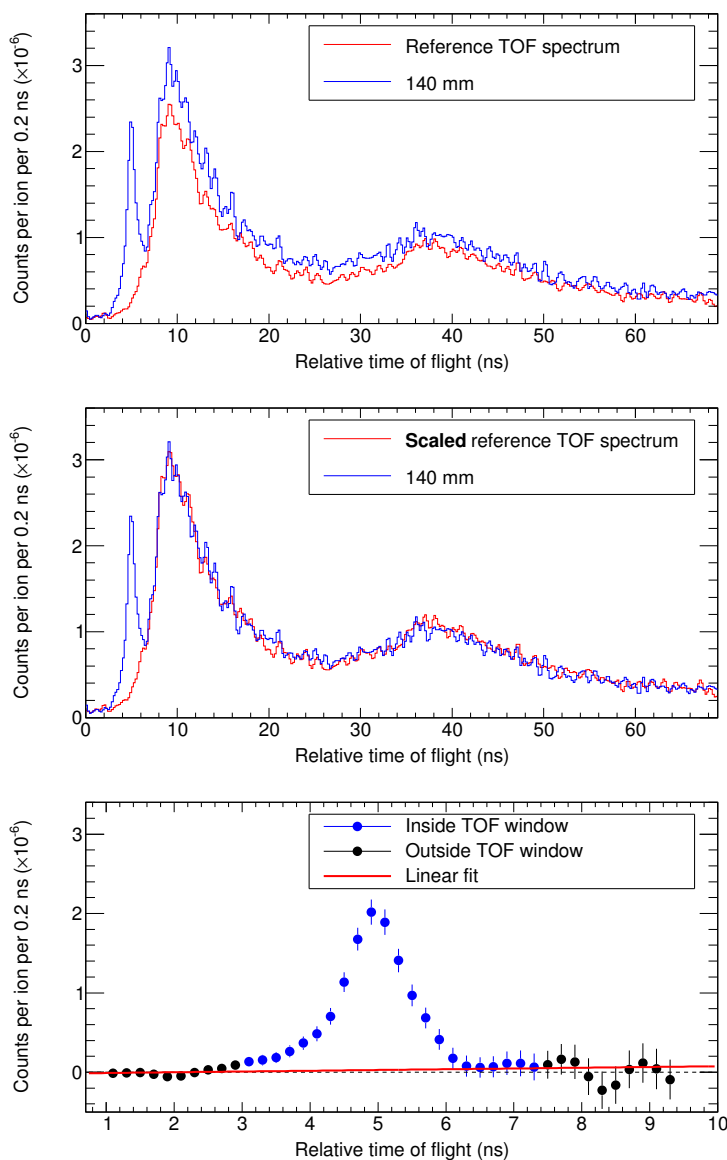 Counts per ion per 0.2 ns (×10⁻⁶)
3
2
1
0
Reference TOF spectrum
140 mm
0 10 20 30 40 50 60
Relative time of flight (ns)
Counts per ion per 0.2 ns (×10⁻⁶)
3
2
1
0
Scaled reference TOF spectrum
140 mm
0 10 20 30 40 50 60
Relative time of flight (ns)
Counts per ion per 0.2 ns (×10⁻⁶)
3
2
1
0
Inside TOF window
Outside TOF window
Linear fit
1 2 3 4 5 6 7 8 9 10
Relative time of flight (ns)